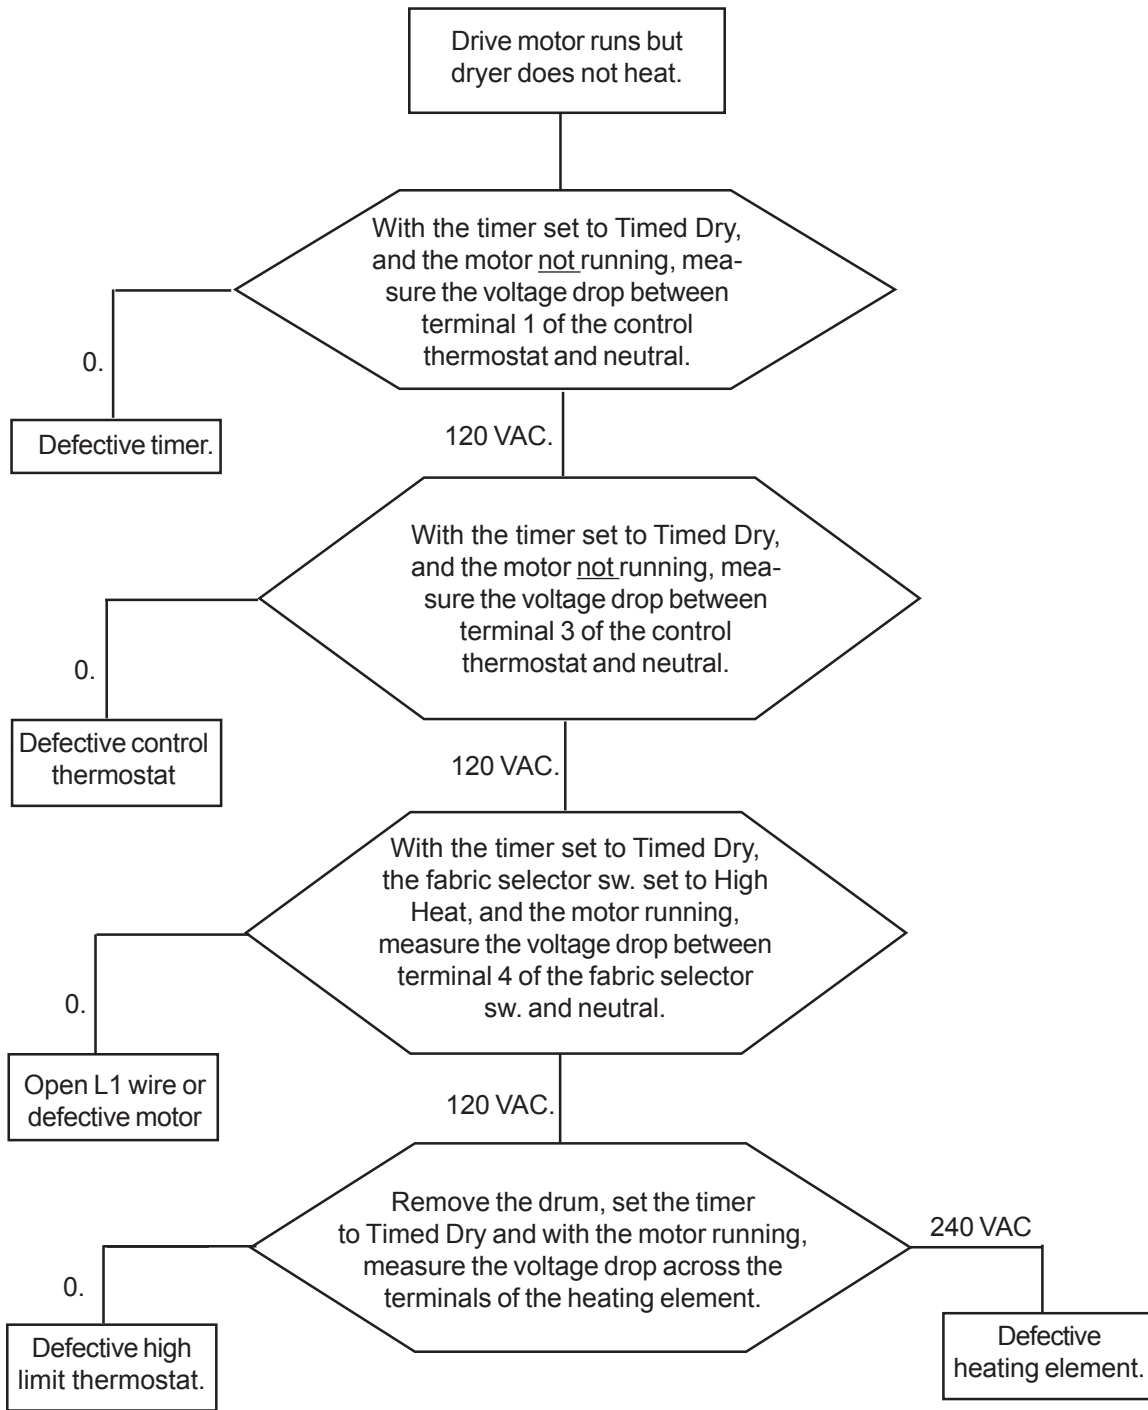 Drive motor runs but
dryer does not heat.
With the timer set to Timed Dry,
and the motor not running, mea-
sure the voltage drop between
terminal 1 of the control
thermostat and neutral.
0.
Defective timer.
120 VAC.
With the timer set to Timed Dry,
and the motor not running, mea-
sure the voltage drop between
terminal 3 of the control
thermostat and neutral.
0.
Defective control
thermostat
120 VAC.
With the timer set to Timed Dry,
the fabric selector sw. set to High
Heat, and the motor running,
measure the voltage drop between
terminal 4 of the fabric selector
sw. and neutral.
0.
Open L1 wire or
defective motor
120 VAC.
Remove the drum, set the timer
to Timed Dry and with the motor running,
measure the voltage drop across the
terminals of the heating element.
240 VAC
0.
Defective high
limit thermostat.
Defective
heating element.